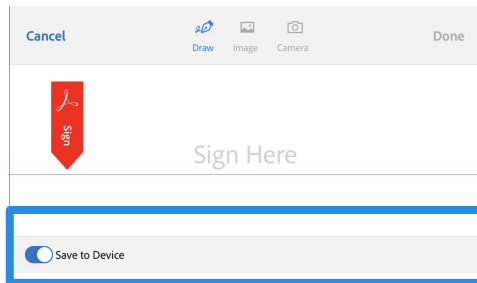 Cancel
Draw
Image
Camera
Done
Sign
Sign Here
Save to Device